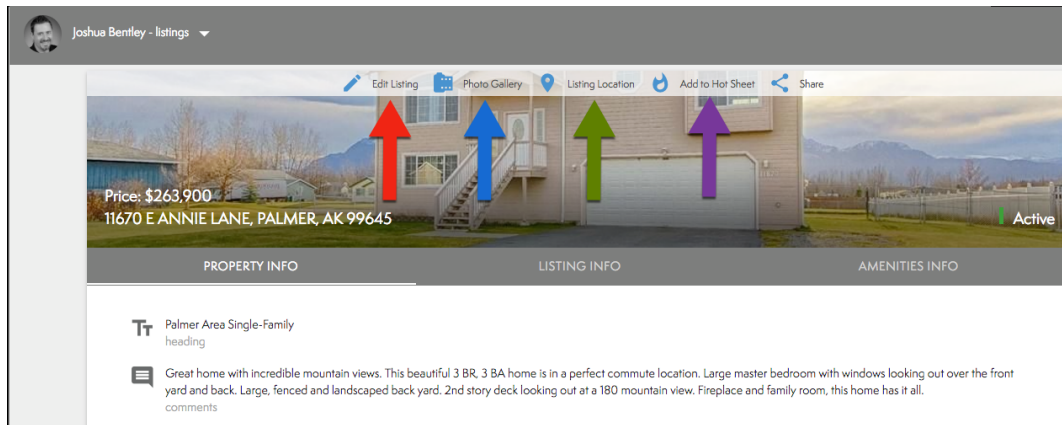 Joshua Bentley - listings
Edit Listing Photo Gallery Listing Location Add to Hot Sheet Share
Price: $263,900
11670 E ANNIE LANE, PALMER, AK 99645
Active
PROPERTY INFO LISTING INFO AMENITIES INFO
Palmer Area Single-Family
heading
Great home with incredible mountain views. This beautiful 3 BR, 3 BA home is in a perfect commute location. Large master bedroom with windows looking out over the front
yard and back. Large, fenced and landscaped back yard. 2nd story deck looking out at a 180 mountain view. Fireplace and family room, this home has it all.
comments